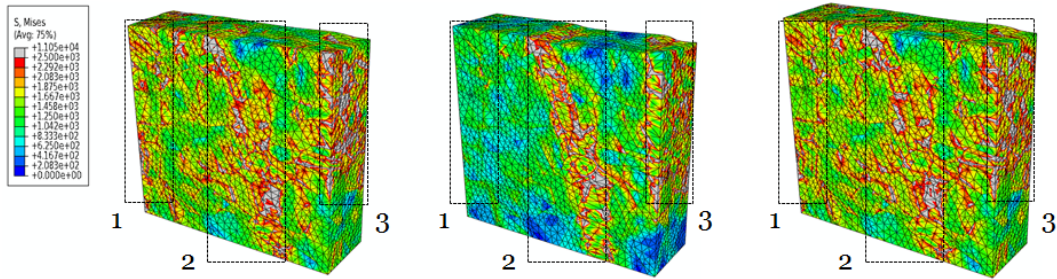 S, Mises
(Avg: 75%)
+1.105e+04
+2.500e+03
+2.292e+03
+2.083e+03
+1.875e+03
+1.667e+03
+1.458e+03
+1.250e+03
+1.042e+03
+8.333e+02
+6.250e+02
+4.167e+02
+2.083e+02
+0.000e+00
1
2
3
1
2
3
1
2
3